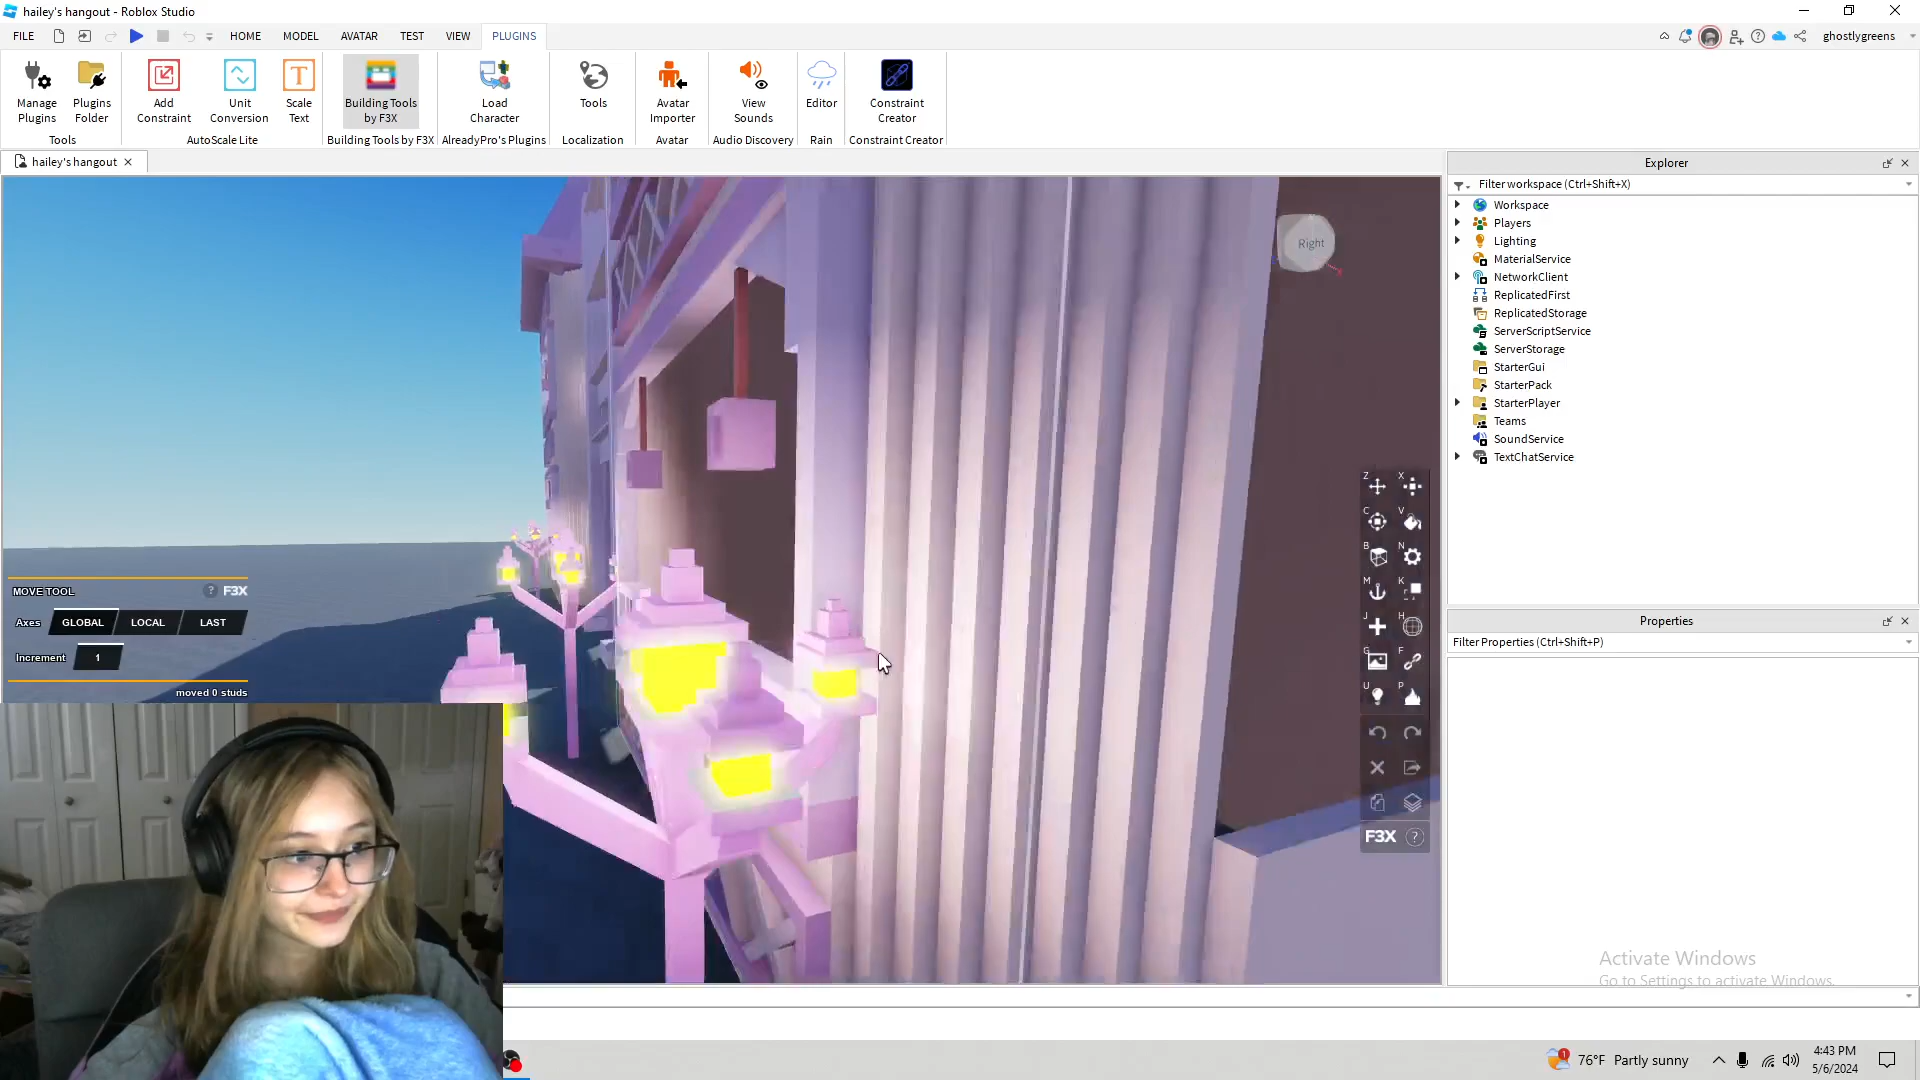 hailey's hangout - Roblox Studio
FILE HOME MODEL AVATAR TEST VIEW PLUGINS ghostlygreens
Manage Plugins
Plugins Folder
Tools
Add Constraint
Unit Conversion
Scale Text
AutoScale Lite
Building Tools by F3X
Building Tools by F3X
Load Character
AlreadyPro's Plugins
Tools
Localization
Avatar Importer
Avatar
View Sounds
Audio Discovery
Editor
Rain
Constraint Creator
Constraint Creator
hailey's hangout
Right
MOVE TOOL ? F3X
Axes GLOBAL LOCAL LAST
Increment 1
moved 0 studs
Z X
C V
B N
M K
J H
G F
U P
F3X ?
Explorer
Filter workspace (Ctrl+Shift+X)
Workspace
Players
Lighting
MaterialService
NetworkClient
ReplicatedFirst
ReplicatedStorage
ServerScriptService
ServerStorage
StarterGui
StarterPack
StarterPlayer
Teams
SoundService
TextChatService
Properties
Filter Properties (Ctrl+Shift+P)
Activate Windows
Go to Settings to activate Windows.
1 76°F Partly sunny
4:43 PM
5/6/2024